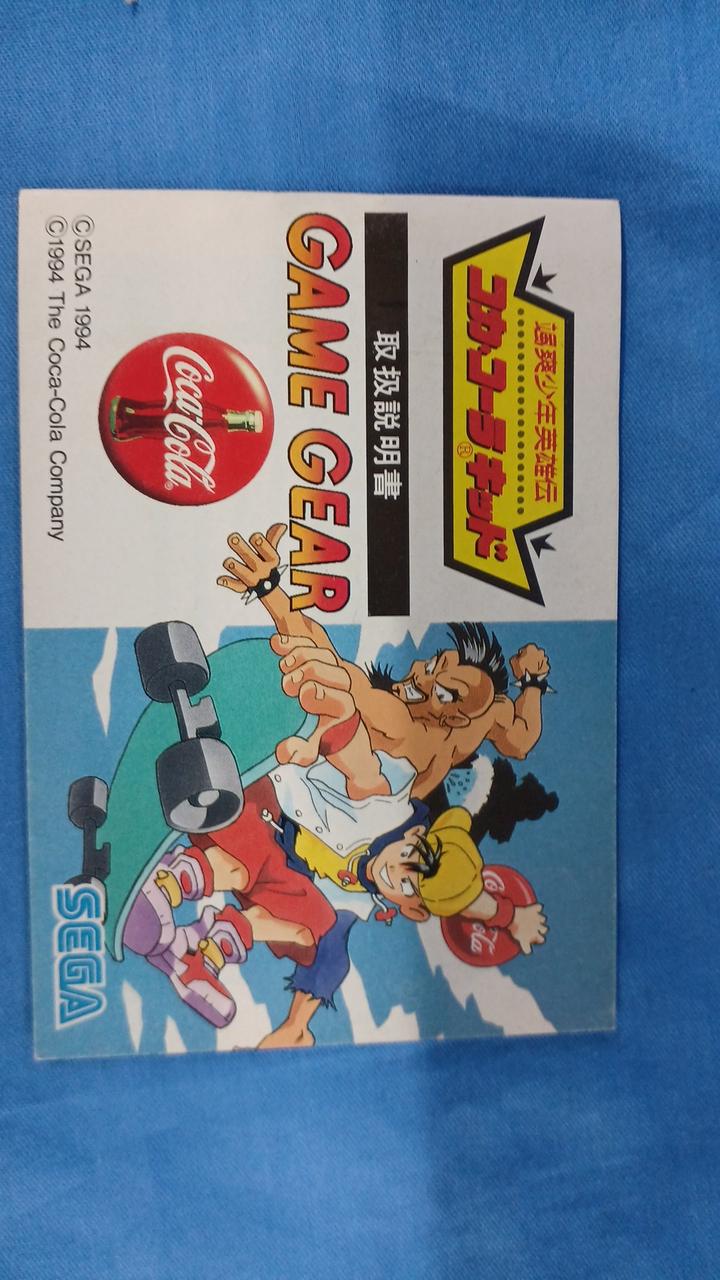 爆爽少年英雄伝
コカ・コーラ®キッド
取扱説明書
GAME GEAR
Coca-Cola®
©SEGA 1994
©1994 The Coca-Cola Company
SEGA